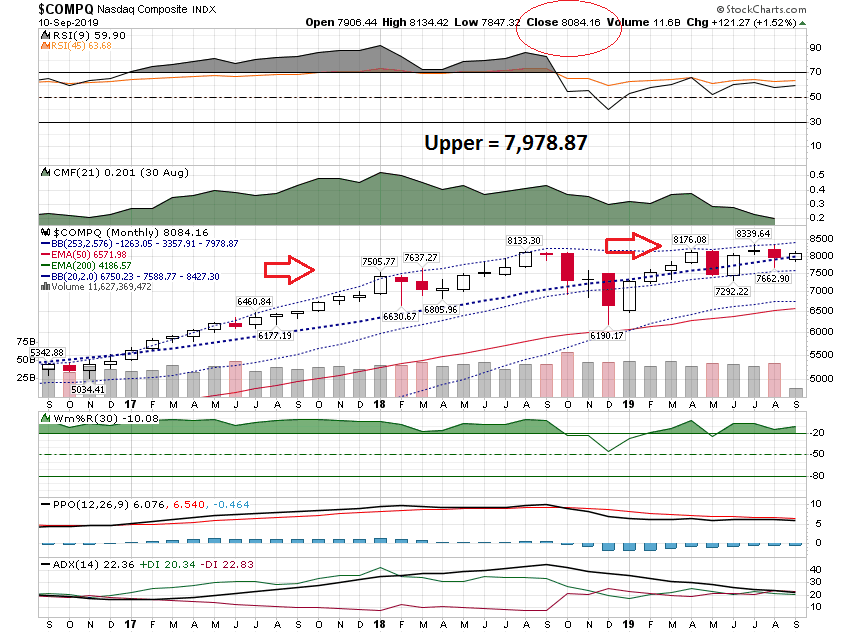 $COMPQ Nasdaq Composite INDX
© StockCharts.com
10-Sep-2019
Open 7906.44 High 8134.42 Low 7847.32 Close 8084.16 Volume 11.6B Chg +121.27 (+1.52%)
RSI(9) 59.90
RSI(45) 63.68
90
70
50
30
10
Upper = 7,978.87
CMF(21) 0.201 (30 Aug)
0.5
0.4
0.3
0.2
$COMPQ (Monthly) 8084.16
BB(253,2.576) -1263.05 - 3357.91 - 7978.87
EMA(50) 6571.98
EMA(200) 4186.57
BB(20,2.0) 6750.23 - 7588.77 - 8427.30
Volume 11,627,369,472
8500
8000
7500
7000
6500
6000
5500
5000
75B
50B
25B
5342.88
5034.41
6460.84
6177.19
7505.77
6630.67
7637.27
6805.96
8133.30
6190.17
8176.08
7292.22
8339.64
7662.90
S O N D 17 F M A M J J A S O N D 18 F M A M J J A S O N D 19 F M A M J J A S
Wm%R(30) -10.08
-20
-50
-80
PPO(12,26,9) 6.076, 6.540, -0.464
10
5
0
ADX(14) 22.36 +DI 20.34 -DI 22.83
40
30
20
10
S O N D 17 F M A M J J A S O N D 18 F M A M J J A S O N D 19 F M A M J J A S